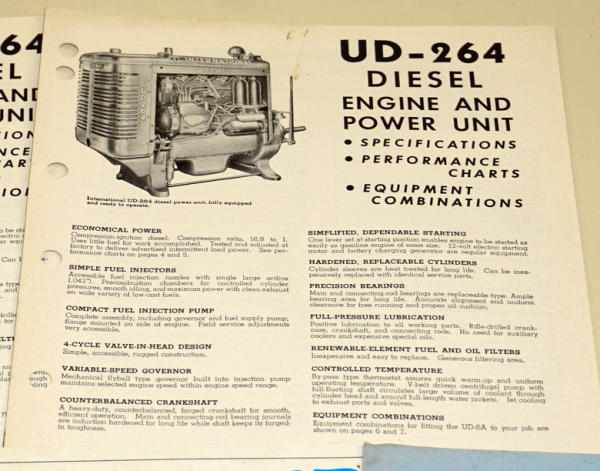 UD-264
DIESEL
ENGINE AND
POWER UNIT
• SPECIFICATIONS
• PERFORMANCE
CHARTS
• EQUIPMENT
COMBINATIONS
INTERNATIONAL
UD-264
International UD-264 diesel power unit, fully equipped
and ready to operate.
ECONOMICAL POWER
Compression-ignition diesel. Compression ratio, 16.8 to 1.
Uses little fuel for work accomplished. Tested and adjusted at
factory to deliver advertised intermittent load power. See per-
formance charts on pages 4 and 5.
SIMPLE FUEL INJECTORS
Accessible fuel injection nozzles with single large orifice
(.042"). Precombustion chambers for controlled cylinder
pressures, smooth idling, and maximum power with clean exhaust
on wide variety of low-cost fuels.
COMPACT FUEL INJECTION PUMP
Complete assembly, including governor and fuel supply pump,
flange mounted on side of engine. Field service adjustments
very accessible.
4-CYCLE VALVE-IN-HEAD DESIGN
Simple, accessible, rugged construction.
VARIABLE-SPEED GOVERNOR
Mechanical flyball type governor built into injection pump
maintains selected engine speed within engine speed range.
COUNTERBALANCED CRANKSHAFT
A heavy-duty, counterbalanced, forged crankshaft for smooth,
efficient operation. Main and connecting-rod bearing journals
are induction hardened for long life while shaft keeps its forged-
in toughness.
SIMPLIFIED, DEPENDABLE STARTING
One lever set at starting position enables engine to be started as
easily as gasoline engine of same size. 12-volt electric starting
motor and battery charging generator are regular equipment.
HARDENED, REPLACEABLE CYLINDERS
Cylinder sleeves are heat treated for long life. Can be inex-
pensively replaced with identical service parts.
PRECISION BEARINGS
Main and connecting-rod bearings are replaceable type. Ample
bearing area for long life. Accurate alignment and uniform
clearance for free running and proper oil cushion.
FULL-PRESSURE LUBRICATION
Positive lubrication to all working parts. Rifle-drilled crank-
case, crankshaft, and connecting rods. No need for auxiliary
coolers and expensive special oils.
RENEWABLE-ELEMENT FUEL AND OIL FILTERS
Inexpensive and easy to replace. Generous filtering area.
CONTROLLED TEMPERATURE
By-pass type thermostat assures quick warm-up and uniform
operating temperature. V-belt driven centrifugal pump with
full-floating shaft circulates large volume of coolant through
cylinder head and around full-length water jackets. Jet cooling
to exhaust ports and valves.
EQUIPMENT COMBINATIONS
Equipment combinations for fitting the UD-6A to your job are
shown on pages 6 and 7.